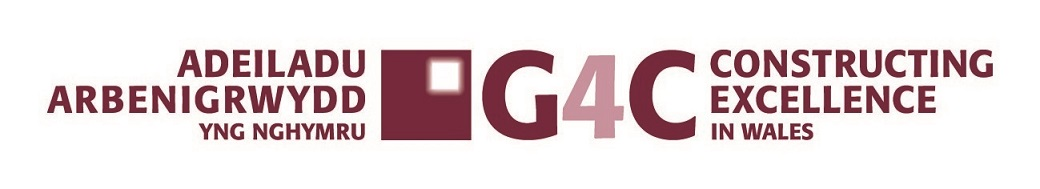 ADEILADU
ARBENIGRWYDD
YNG NGHYMRU
G4C
CONSTRUCTING
EXCELLENCE
IN WALES